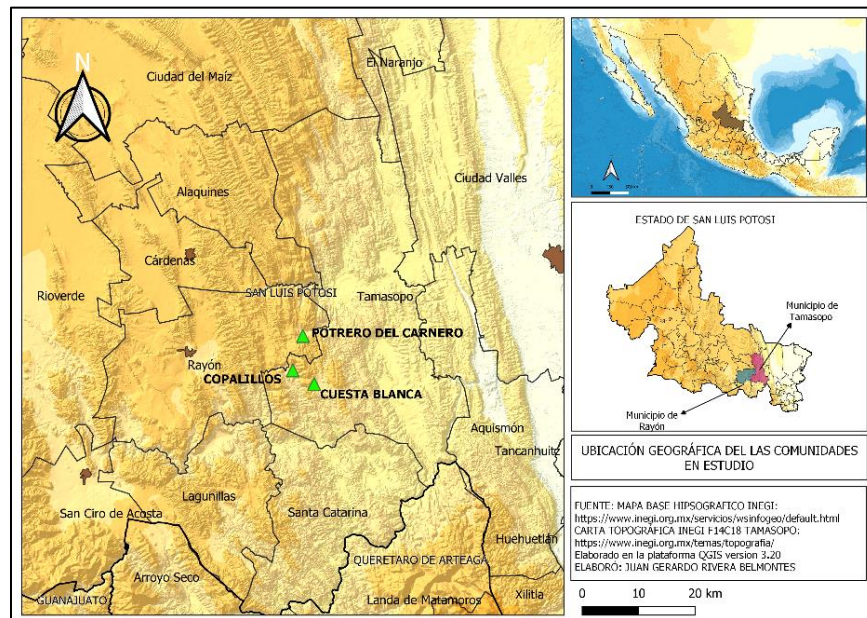 N
Ciudad del Maíz
El Naranjo
Alaquines
Ciudad Valles
Cárdenas
Rioverde
SAN LUIS POTOSI
Tamasopo
POTRERO DEL CARNERO
Rayón
COPALILLOS
CUESTA BLANCA
Aquismón
Tancanhuitz
Lagunillas
San Ciro de Acosta
Santa Catarina
Huehuetlán
QUERETARO DE ARTEAGA
Arroyo Seco
GUANAJUATO
Landa de Matamoros
Xilitla
ESTADO DE SAN LUIS POTOSI
Municipio de
Tamasopo
Municipio de
Rayón
UBICACIÓN GEOGRÁFICA DEL LAS COMUNIDADES
EN ESTUDIO
FUENTE: MAPA BASE HIPSOGRAFICO INEGI:
https://www.inegi.org.mx/servicios/wsinfogeo/default.html
CARTA TOPOGRÁFICA INEGI F14C18 TAMASOPO:
https://www.inegi.org.mx/temas/topografia/
Elaborado en la plataforma QGIS version 3.20
ELABORÓ: JUAN GERARDO RIVERA BELMONTES
0 10 20 km